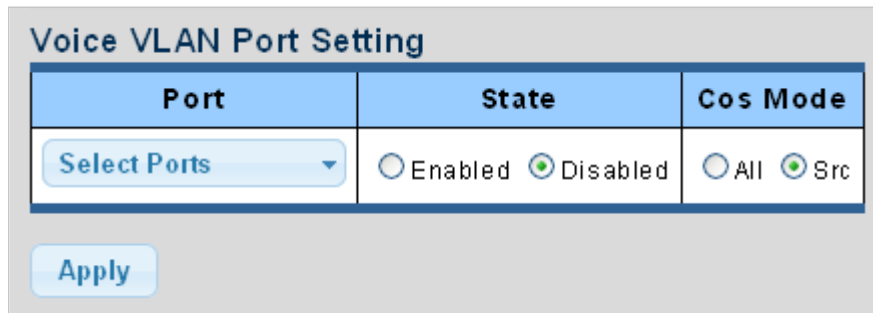 Voice VLAN Port Setting
Port State Cos Mode
Select Ports Enabled Disabled All Src
Apply